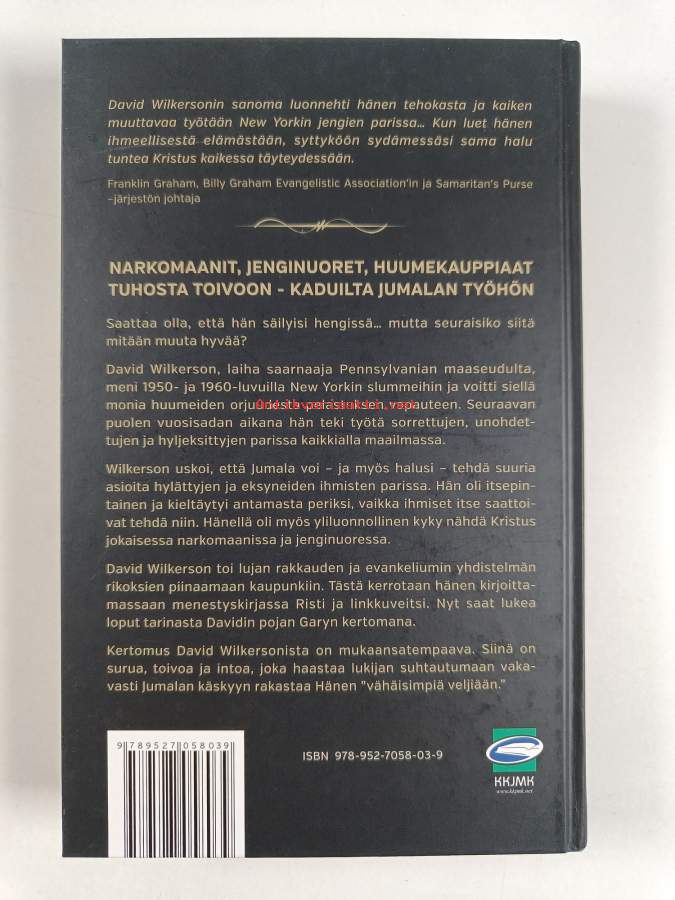 David Wilkersonin sanoma luonnehti hänen tehokasta ja kaiken
muuttavaa työtään New Yorkin jengien parissa... Kun luet hänen
ihmeellisestä elämästään, syttyköön sydämessäsi sama halu
tuntea Kristus kaikessa täyteydessään.
Franklin Graham, Billy Graham Evangelistic Association'in ja Samaritan's Purse
–järjestön johtaja
NARKOMAANIT, JENGINUORET, HUUMEKAUPPIAAT
TUHOSTA TOIVOON - KADUILTA JUMALAN TYÖHÖN
Saattaa olla, että hän säilyisi hengissä... mutta seuraisiko siitä
mitään muuta hyvää?
David Wilkerson, laiha saarnaaja Pennsylvanian maaseudulta,
meni 1950- ja 1960-luvuilla New Yorkin slummeihin ja voitti siellä
monia huumeiden orjuudesta pelastuksen vapauteen. Seuraavan
puolen vuosisadan aikana hän teki työtä sorrettujen, unohdet-
tujen ja hyljeksittyjen parissa kaikkialla maailmassa.
Wilkerson uskoi, että Jumala voi – ja myös halusi – tehdä suuria
asioita hylättyjen ja eksyneiden ihmisten parissa. Hän oli itsepin-
tainen ja kieltäytyi antamasta periksi, vaikka ihmiset itse saattoi-
vat tehdä niin. Hänellä oli myös yliluonnollinen kyky nähdä Kristus
jokaisessa narkomaanissa ja jenginuoressa.
David Wilkerson toi lujan rakkauden ja evankeliumin yhdistelmän
rikoksien piinaamaan kaupunkiin. Tästä kerrotaan hänen kirjoitta-
massaan menestyskirjassa Risti ja linkkuveitsi. Nyt saat lukea
loput tarinasta Davidin pojan Garyn kertomana.
Kertomus David Wilkersonista on mukaansatempaava. Siinä on
surua, toivoa ja intoa, joka haastaa lukijan suhtautumaan vaka-
vasti Jumalan käskyyn rakastaa Hänen "vähäisimpiä veljiään."
9 789527 058039
ISBN 978-952-7058-03-9
KKJMK
www.kkjmk.net